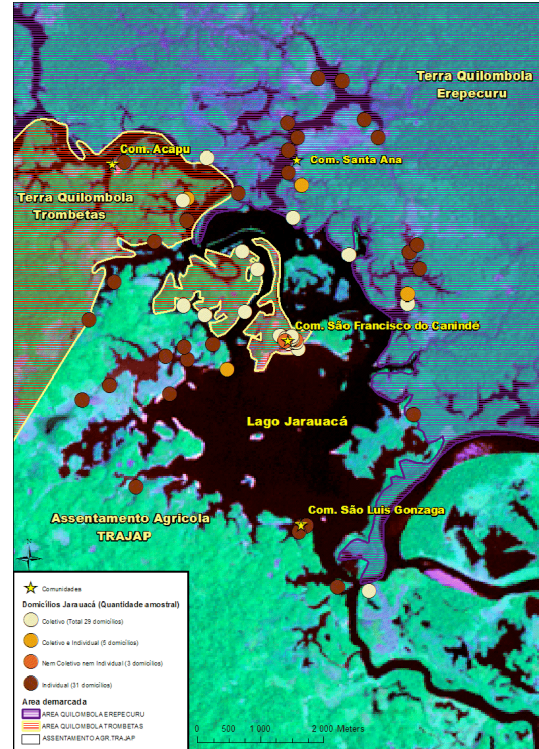 Terra Quilombola
Erepecuru
Com. Acapu
Com. Santa Ana
Terra Quilombola
Trombetas
Com. São Francisco do Canindé
Lago Jarauacá
Com. São Luis Gonzaga
Assentamento Agrícola
TRAJAP
N
Comunidades
Domicílios Jarauacá (Quantidade amostral)
Coletivo (Total 29 domicílios)
Coletivo e Individual (5 domicílios)
Nem Coletivo nem Individual (3 domicílios)
Individual (31 domicílios)
Area demarcada
AREA QUILOMBOLA EREPECURU
AREA QUILOMBOLA TROMBETAS
ASSENTAMENTO AGR.TRAJAP
0 500 1 000 2 000 Meters